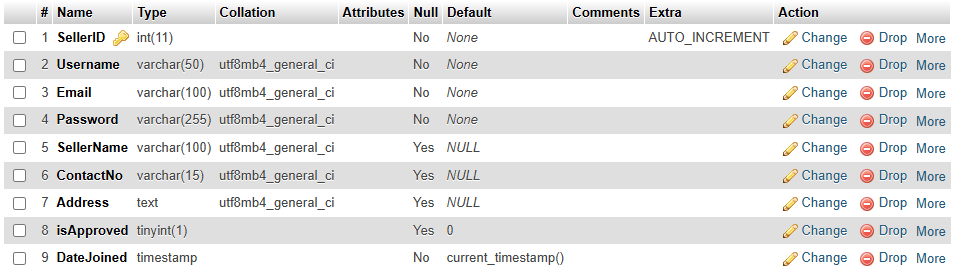 # Name Type Collation Attributes Null Default Comments Extra Action
1 SellerID int(11) No None AUTO_INCREMENT Change Drop More
2 Username varchar(50) utf8mb4_general_ci No None Change Drop More
3 Email varchar(100) utf8mb4_general_ci No None Change Drop More
4 Password varchar(255) utf8mb4_general_ci No None Change Drop More
5 SellerName varchar(100) utf8mb4_general_ci Yes NULL Change Drop More
6 ContactNo varchar(15) utf8mb4_general_ci Yes NULL Change Drop More
7 Address text utf8mb4_general_ci Yes NULL Change Drop More
8 isApproved tinyint(1) Yes 0 Change Drop More
9 DateJoined timestamp No current_timestamp() Change Drop More